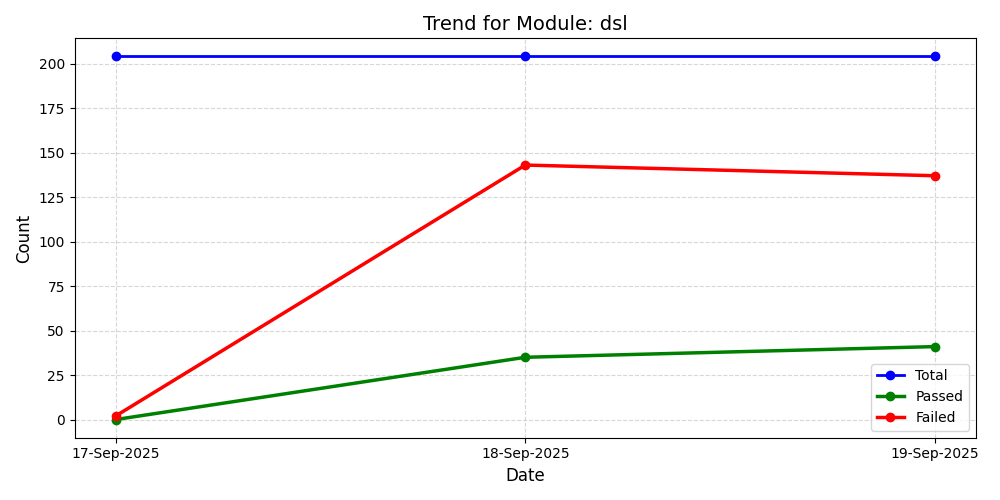 Trend for Module: dsl
Count
200
175
150
125
100
75
50
25
0
Total
Passed
Failed
17-Sep-2025 18-Sep-2025 19-Sep-2025
Date